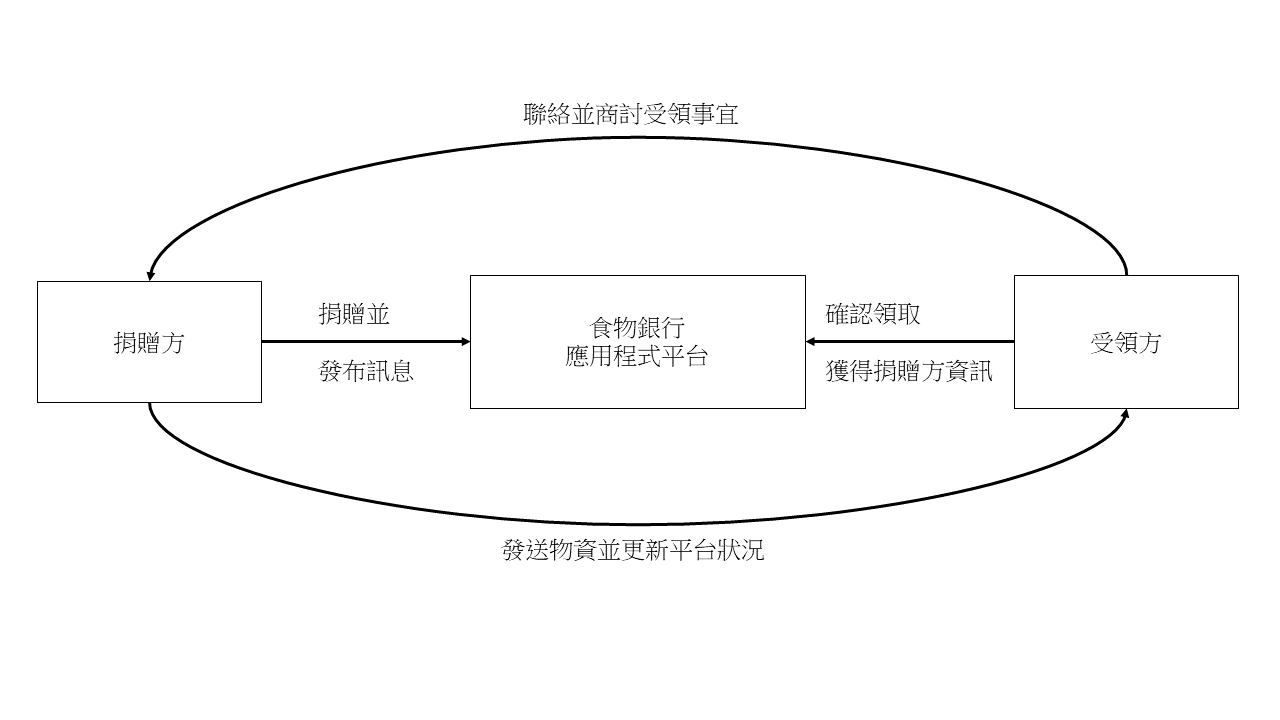 聯絡並商討受領事宜
捐贈方
捐贈並
發布訊息
食物銀行
應用程式平台
確認領取
獲得捐贈方資訊
受領方
發送物資並更新平台狀況